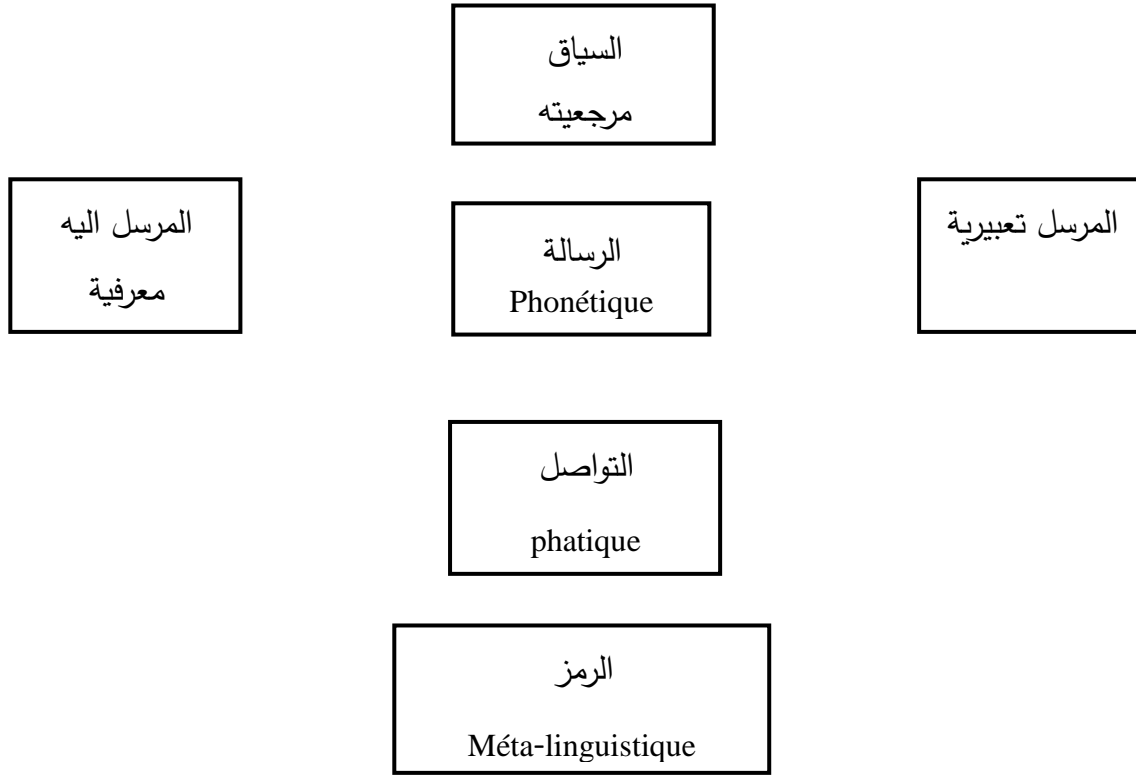 السياق
مرجعيته
المرسل تعبيرية
الرسالة
Phonétique
المرسل اليه
معرفية
التواصل
phatique
الرمز
Méta-linguistique